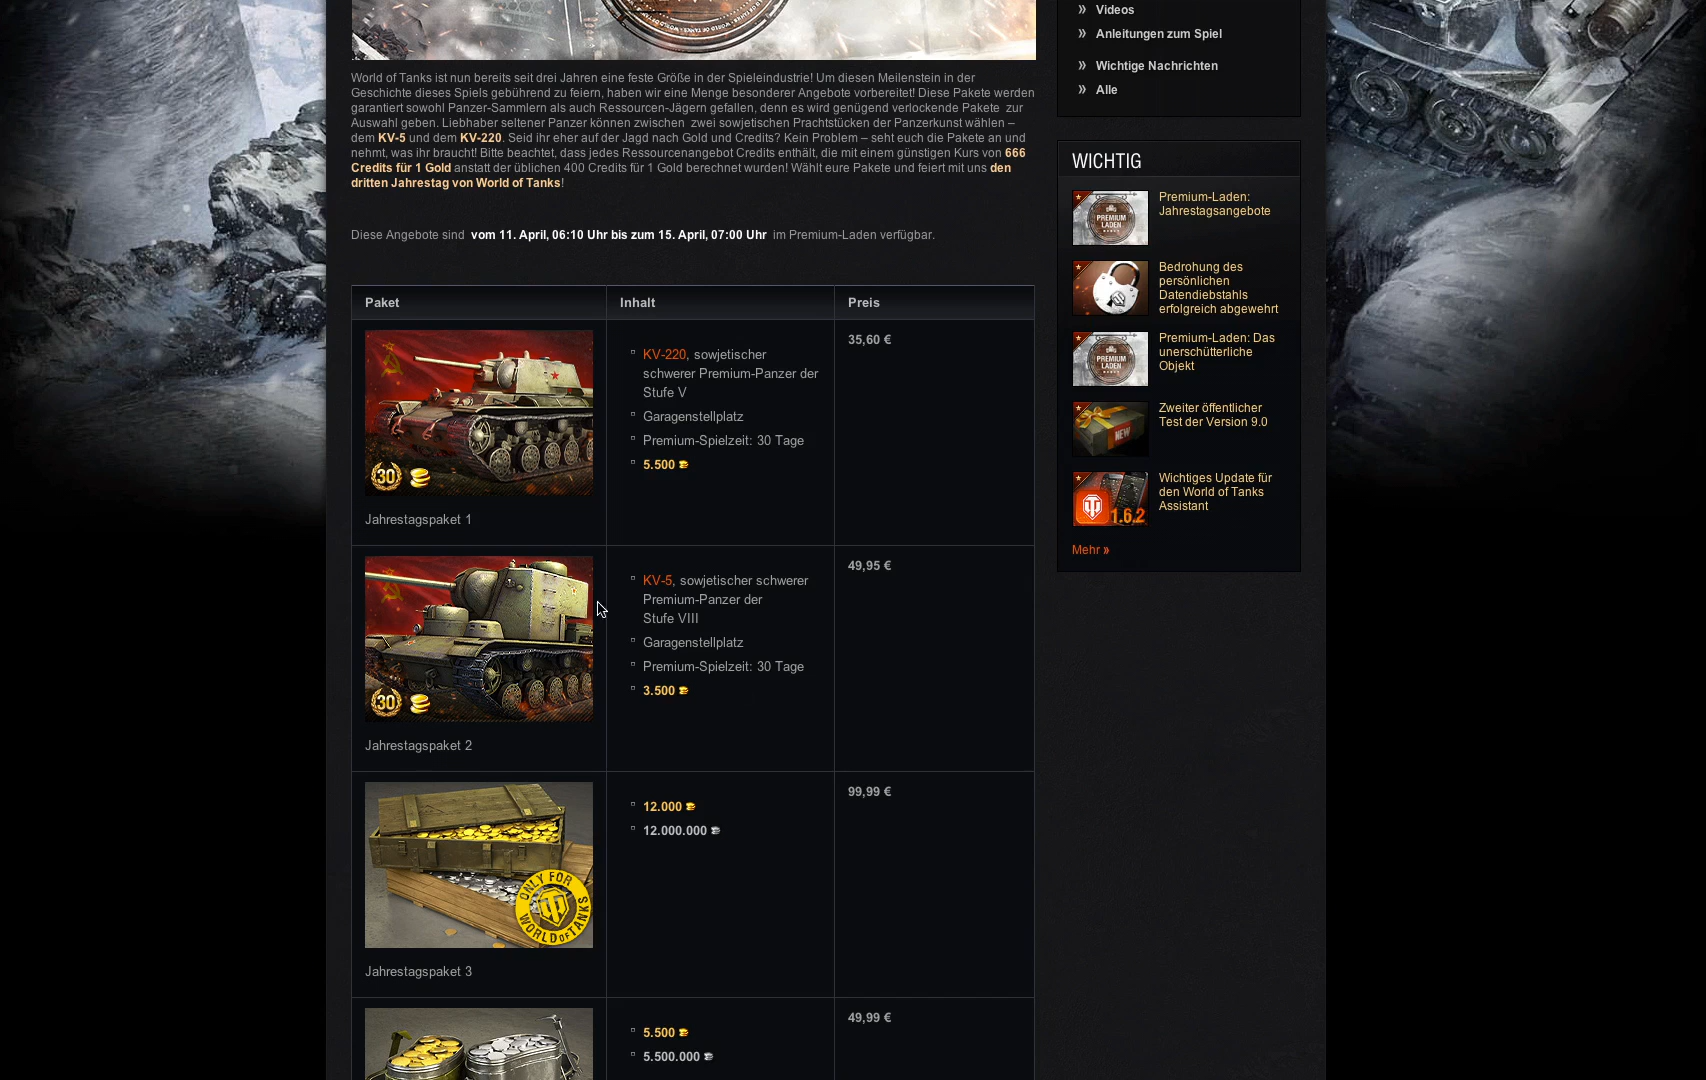 Videos
Anleitungen zum Spiel
Wichtige Nachrichten
Alle
World of Tanks ist nun bereits seit drei Jahren eine feste Größe in der Spieleindustrie! Um diesen Meilenstein in der
Geschichte dieses Spiels gebührend zu feiern, haben wir eine Menge besonderer Angebote vorbereitet! Diese Pakete werden
garantiert sowohl Panzer-Sammlern als auch Ressourcen-Jägern gefallen, denn es wird genügend verlockende Pakete zur
Auswahl geben. Liebhaber seltener Panzer können zwischen zwei sowjetischen Prachtstücken der Panzerkunst wählen –
dem KV-5 und dem KV-220. Seid ihr eher auf der Jagd nach Gold und Credits? Kein Problem – seht euch die Pakete an und
nehmt, was ihr braucht! Bitte beachtet, dass jedes Ressourcenangebot Credits enthält, die mit einem günstigen Kurs von 666
Credits für 1 Gold anstatt der üblichen 400 Credits für 1 Gold berechnet wurden! Wählt eure Pakete und feiert mit uns den
dritten Jahrestag von World of Tanks!
Diese Angebote sind vom 11. April, 06:10 Uhr bis zum 15. April, 07:00 Uhr im Premium-Laden verfügbar.
Paket Inhalt Preis
30
Jahrestagspaket 1
KV-220, sowjetischer
schwerer Premium-Panzer der
Stufe V
Garagenstellplatz
Premium-Spielzeit: 30 Tage
5.500
35,60 €
30
Jahrestagspaket 2
KV-5, sowjetischer schwerer
Premium-Panzer der
Stufe VIII
Garagenstellplatz
Premium-Spielzeit: 30 Tage
3.500
49,95 €
ONLY FOR
WORLD OF TANKS
Jahrestagspaket 3
12.000
12.000.000
99,99 €
5.500
5.500.000
49,99 €
WICHTIG
PREMIUM
LADEN
Premium-Laden:
Jahrestagsangebote
Bedrohung des
persönlichen
Datendiebstahls
erfolgreich abgewehrt
PREMIUM
LADEN
Premium-Laden: Das
unerschütterliche
Objekt
NEW
Zweiter öffentlicher
Test der Version 9.0
1.6.2
Wichtiges Update für
den World of Tanks
Assistant
Mehr »